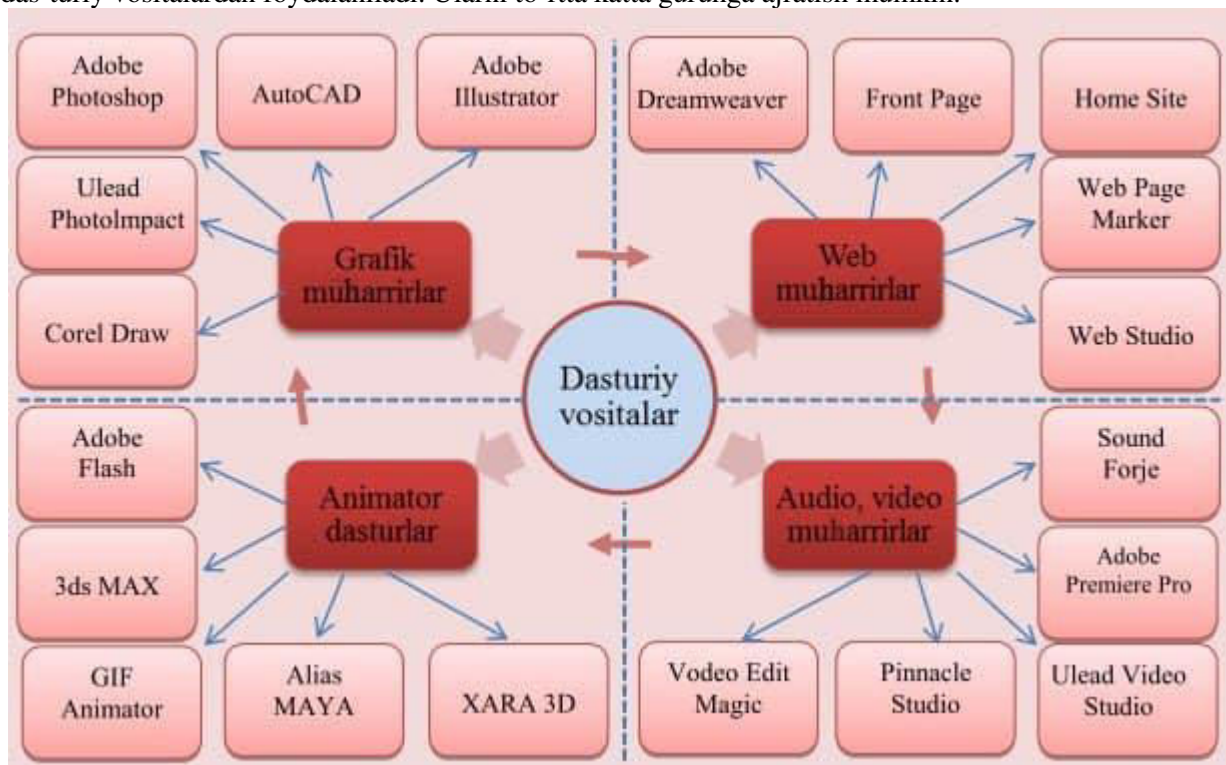 Adobe
Photoshop
AutoCAD
Adobe
Illustrator
Ulead
PhotoImpact
Corel Draw
Grafik
muharrirlar
Adobe
Dreamweaver
Front Page
Home Site
Web Page
Marker
Web Studio
Web
muharrirlar
Dasturiy
vositalar
Adobe
Flash
3ds MAX
GIF
Animator
Alias
MAYA
XARA 3D
Animator
dasturlar
Audio, video
muharrirlar
Sound
Forje
Adobe
Premiere Pro
Vodeo Edit
Magic
Pinnacle
Studio
Ulead Video
Studio